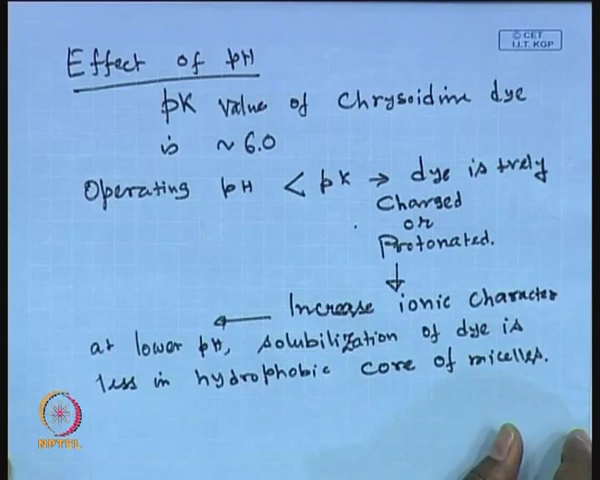 © CET
I.I.T. KGP
Effect of pH
pK value of Chrysoidine dye
is ~ 6.0
Operating pH < pK → dye is +vely
Charged
or
Protonated.
Increase ionic character
at lower pH, solubilization of dye is
less in hydrophobic core of micelles.
NPTEL